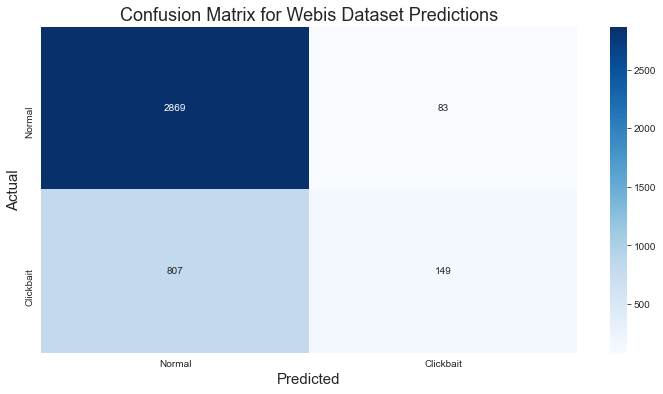 Confusion Matrix for Webis Dataset Predictions
Actual
Normal
Clickbait
2869
83
807
149
Normal
Clickbait
Predicted
2500
2000
1500
1000
500